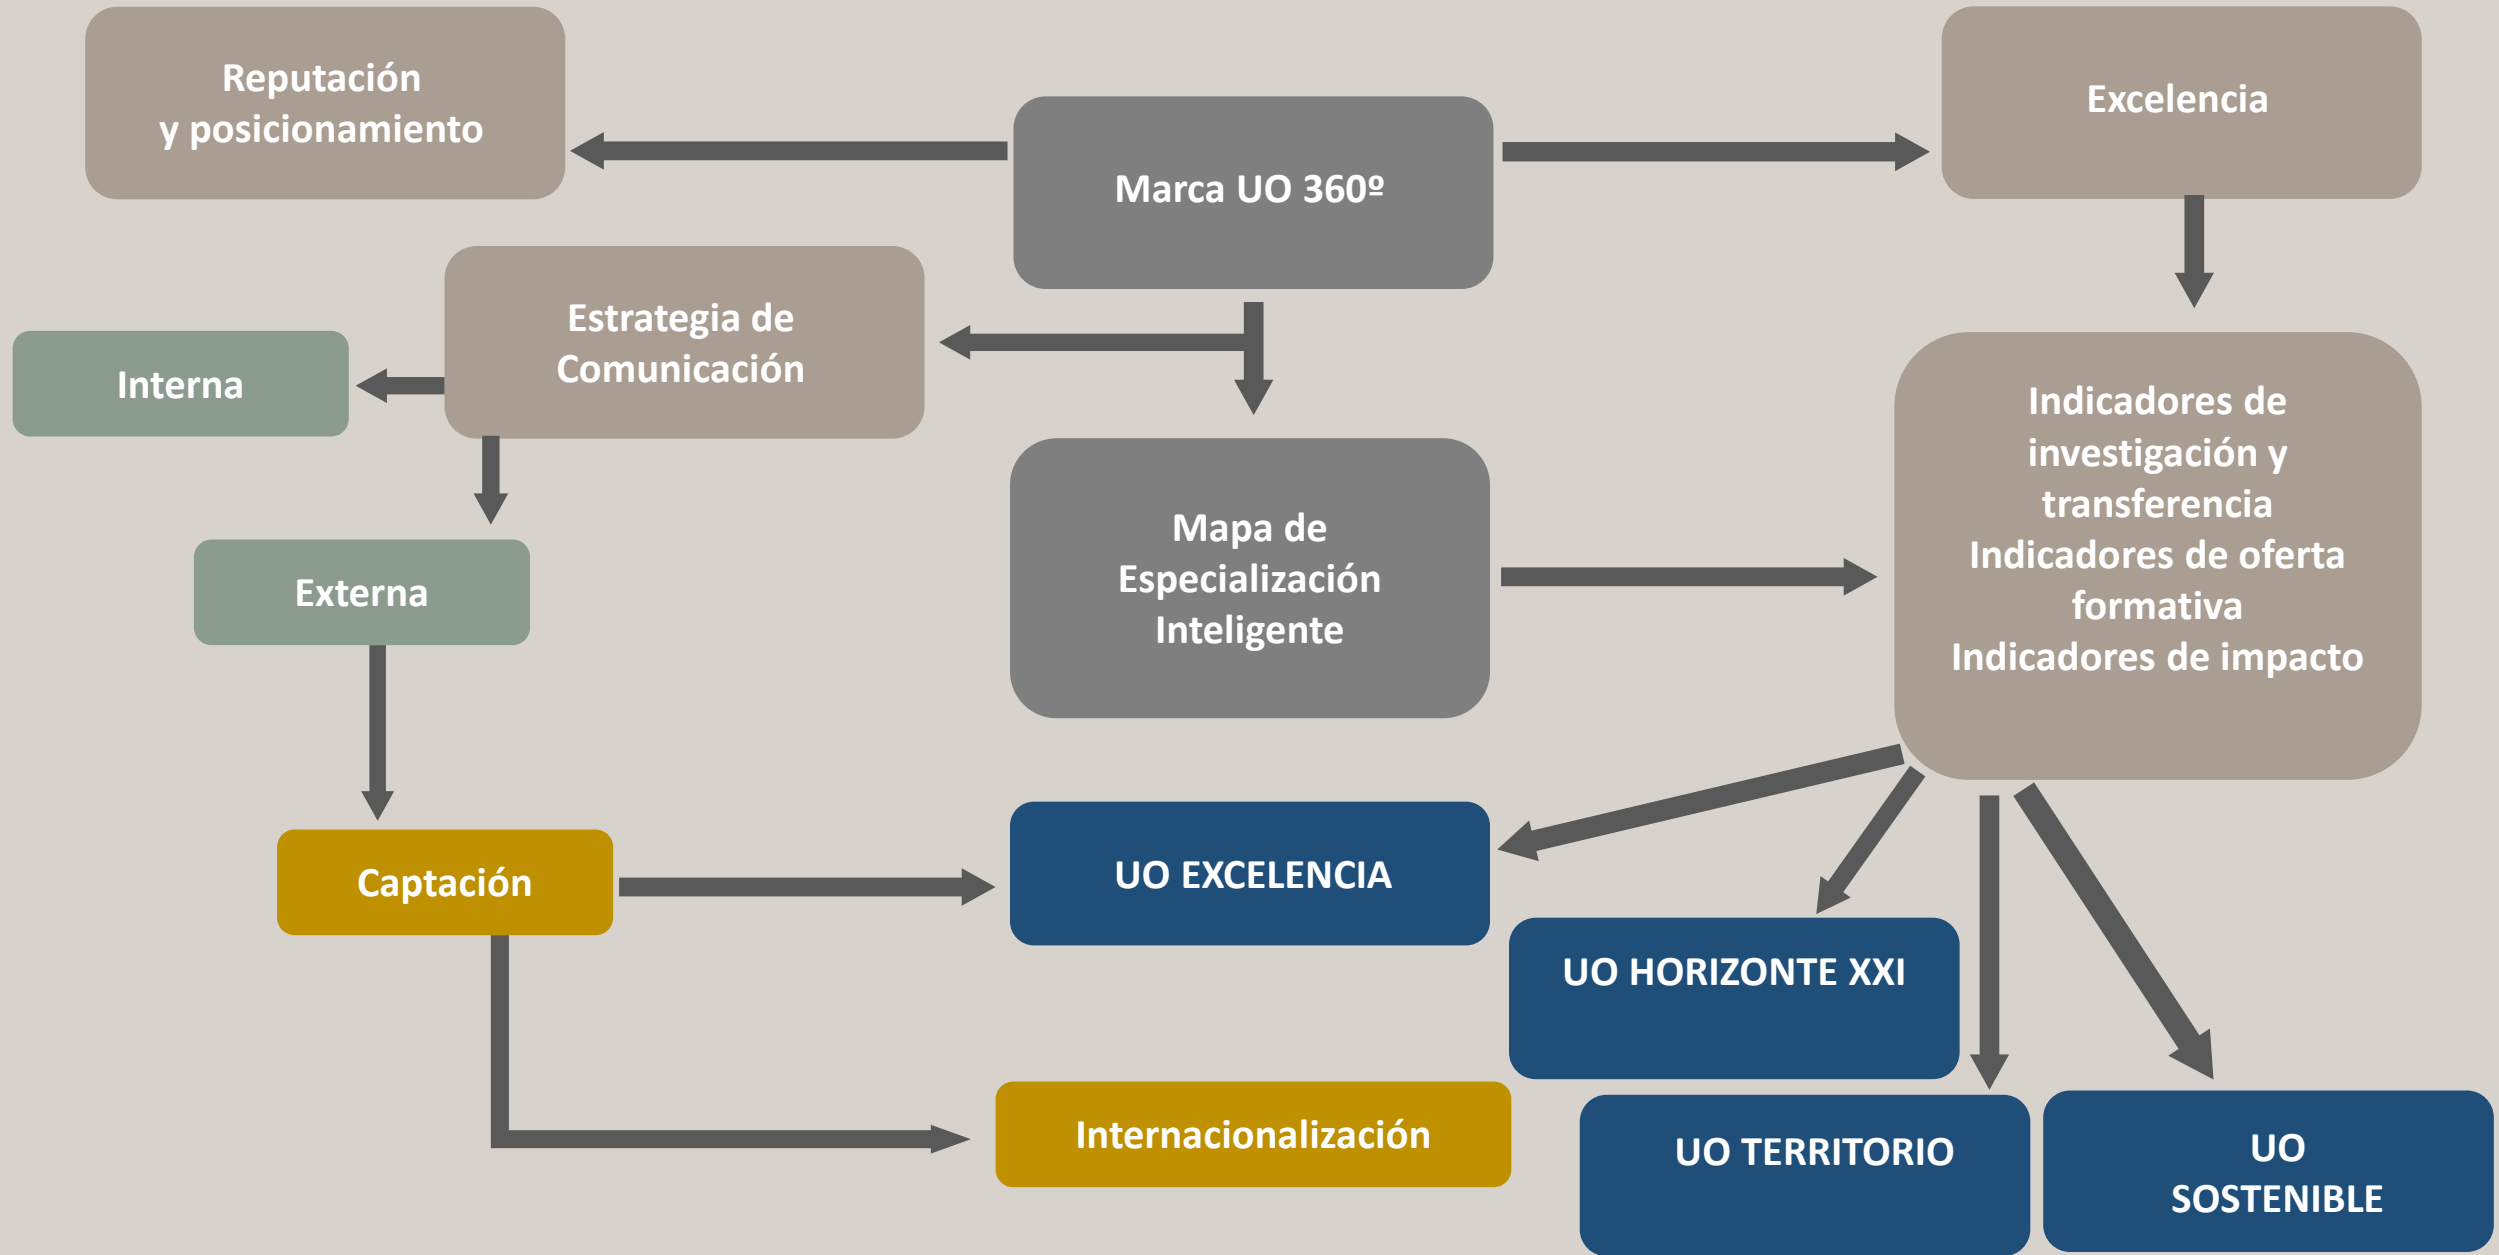 Reputación
y posicionamiento
Marca UO 360º
Excelencia
Estrategia de
Comunicación
Interna
Externa
Mapa de
Especialización
Inteligente
Indicadores de
investigación y
transferencia
Indicadores de oferta
formativa
Indicadores de impacto
Captación
UO EXCELENCIA
UO HORIZONTE XXI
Internacionalización
UO TERRITORIO
UO
SOSTENIBLE